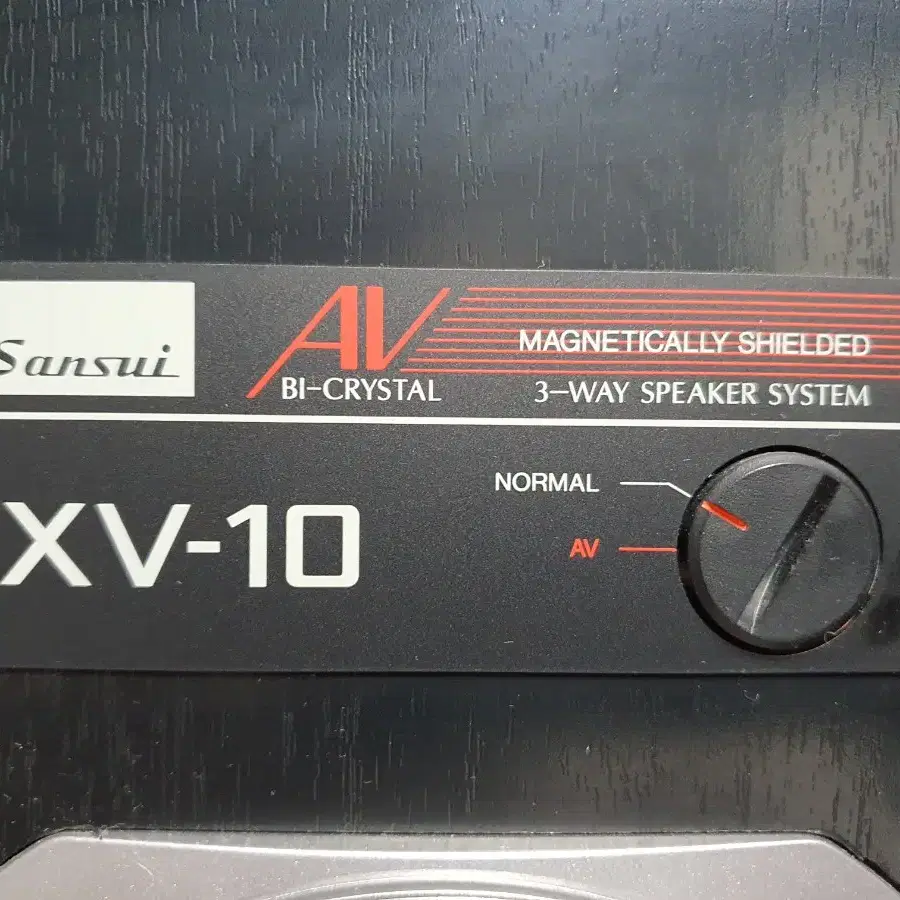 Sansui
AV
BI-CRYSTAL
MAGNETICALLY SHIELDED
3-WAY SPEAKER SYSTEM
XV-10
NORMAL
AV